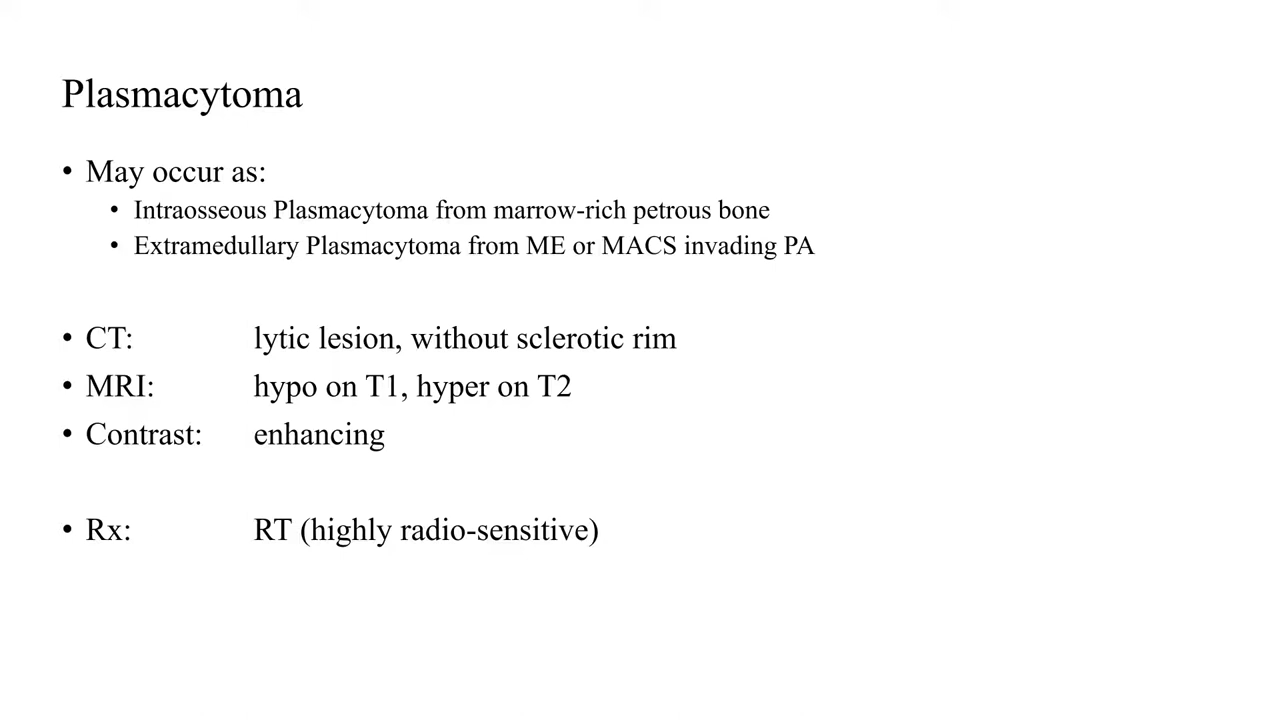 Plasmacytoma
• May occur as:
• Intraosseous Plasmacytoma from marrow-rich petrous bone
• Extramedullary Plasmacytoma from ME or MACS invading PA
• CT: lytic lesion, without sclerotic rim
• MRI: hypo on T1, hyper on T2
• Contrast: enhancing
• Rx: RT (highly radio-sensitive)